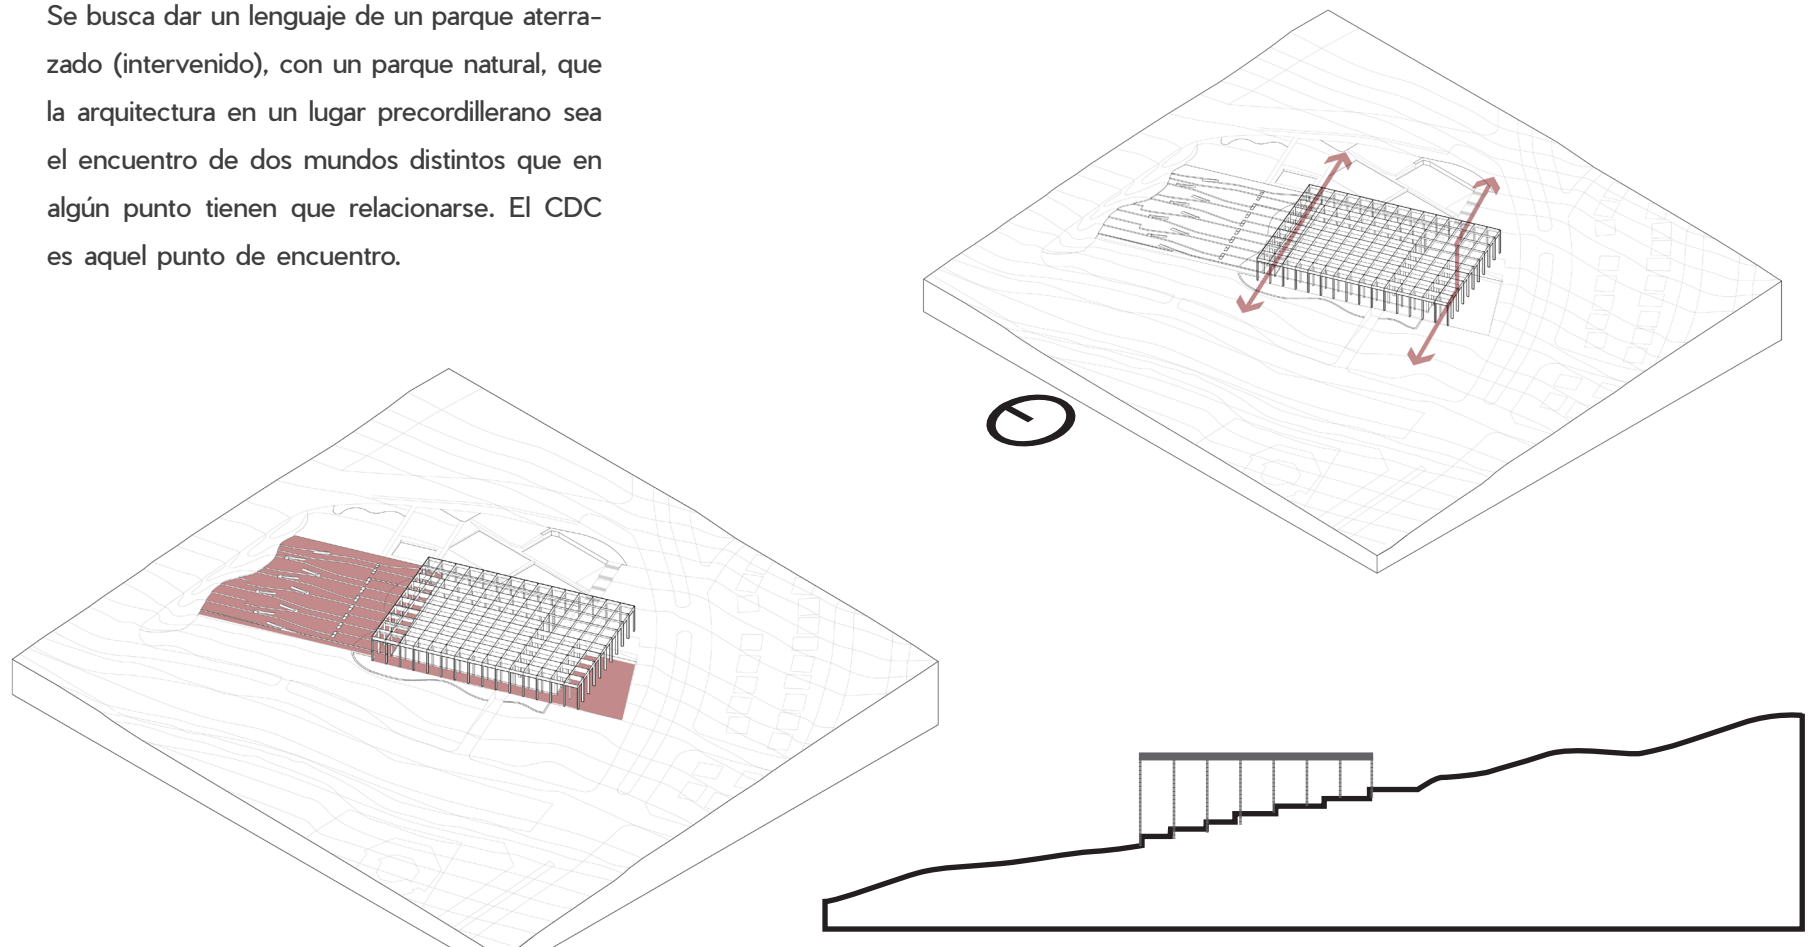 Se busca dar un lenguaje de un parque aterra-
zado (intervenido), con un parque natural, que
la arquitectura en un lugar precordillerano sea
el encuentro de dos mundos distintos que en
algún punto tienen que relacionarse. El CDC
es aquel punto de encuentro.